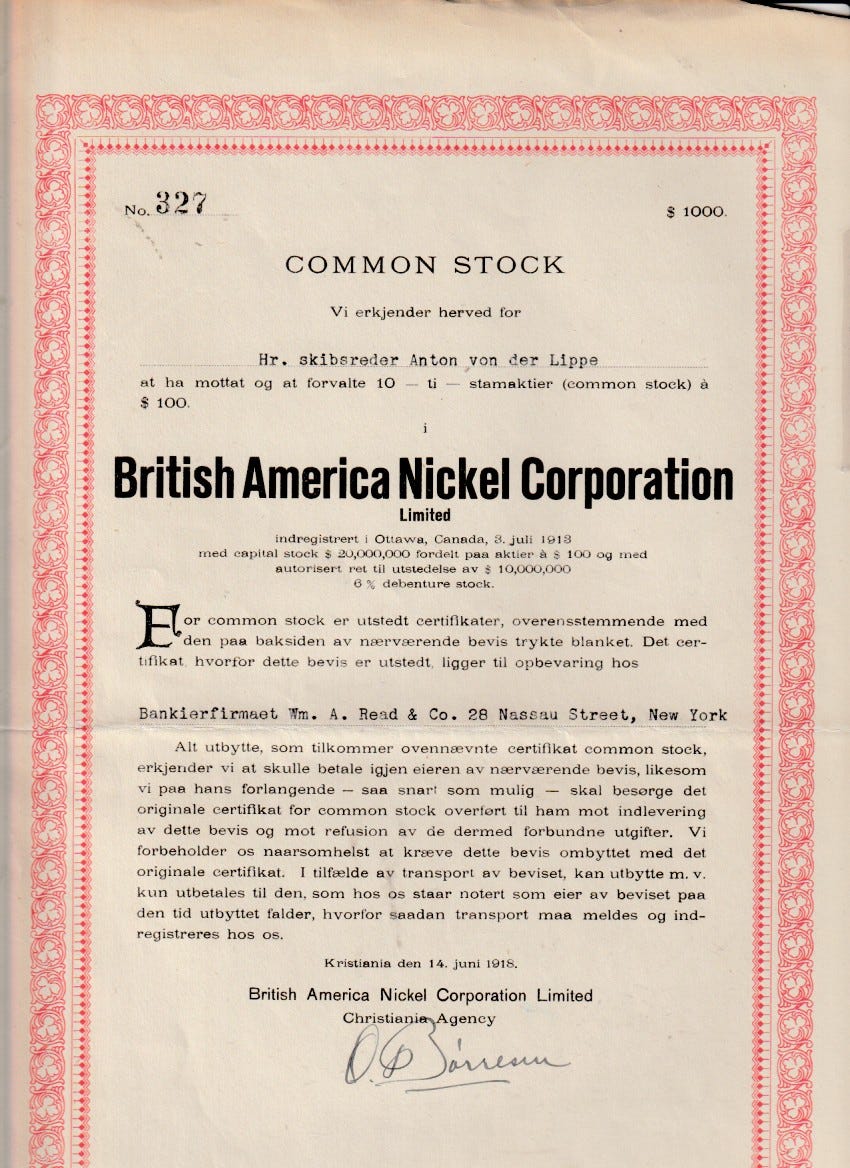 No. 327
$ 1000.
COMMON STOCK
Vi erkjender herved for
Hr. skibsreder Anton von der Lippe
at ha mottat og at forvalte 10 — ti — stamaktier (common stock) à
$ 100.
i
British America Nickel Corporation
Limited
indregistrert i Ottawa, Canada, 3. juli 1913
med capital stock $ 20,000,000 fordelt paa aktier à $ 100 og med
autorisert ret til utstedelse av $ 10,000,000
6 % debenture stock.
For common stock er utstedt certifikater, overensstemmende med
den paa baksiden av nærværende bevis trykte blanket. Det cer-
tifikat, hvorfor dette bevis er utstedt, ligger til opbevaring hos
Bankierfirmaet Wm. A. Read & Co. 28 Nassau Street, New York
Alt utbytte, som tilkommer ovennævnte certifikat common stock,
erkjender vi at skulle betale igjen eieren av nærværende bevis, likesom
vi paa hans forlangende — saa snart som mulig — skal besørge det
originale certifikat for common stock overført til ham mot indlevering
av dette bevis og mot refusion av de dermed forbundne utgifter. Vi
forbeholder os naarsomhelst at kræve dette bevis ombyttet med det
originale certifikat. I tilfælde av transport av beviset, kan utbytte m. v.
kun utbetales til den, som hos os staar notert som eier av beviset paa
den tid utbyttet falder, hvorfor saadan transport maa meldes og ind-
registreres hos os.
Kristiania den 14. juni 1918.
British America Nickel Corporation Limited
Christiania Agency
Børresen